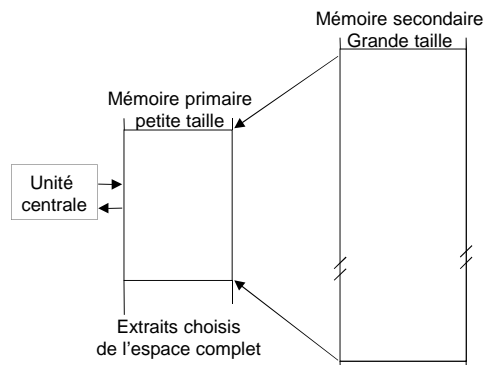 Mémoire secondaire
Grande taille
Mémoire primaire
petite taille
Unité
centrale
Extraits choisis
de l'espace complet